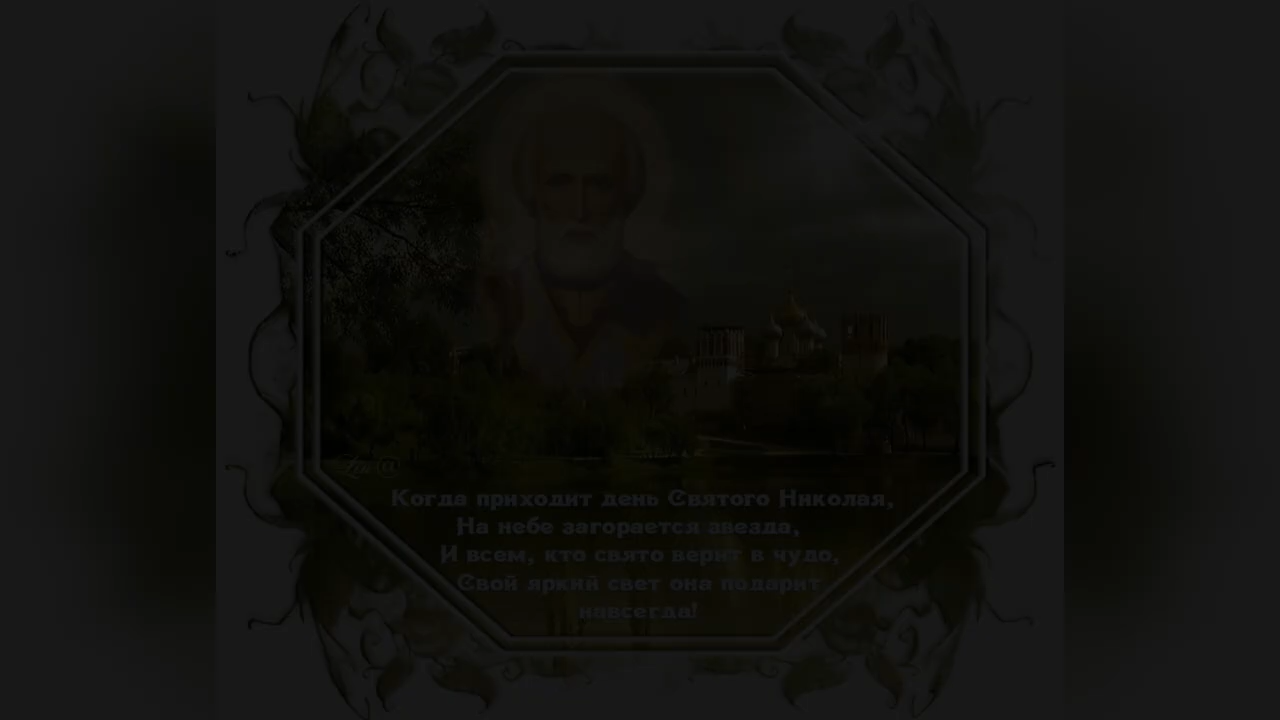 Когда приходит день Святого Николая,
На небе загорается звезда,
И всем, кто свято верит в чудо,
Свой яркий свет она подарит
навсегда!